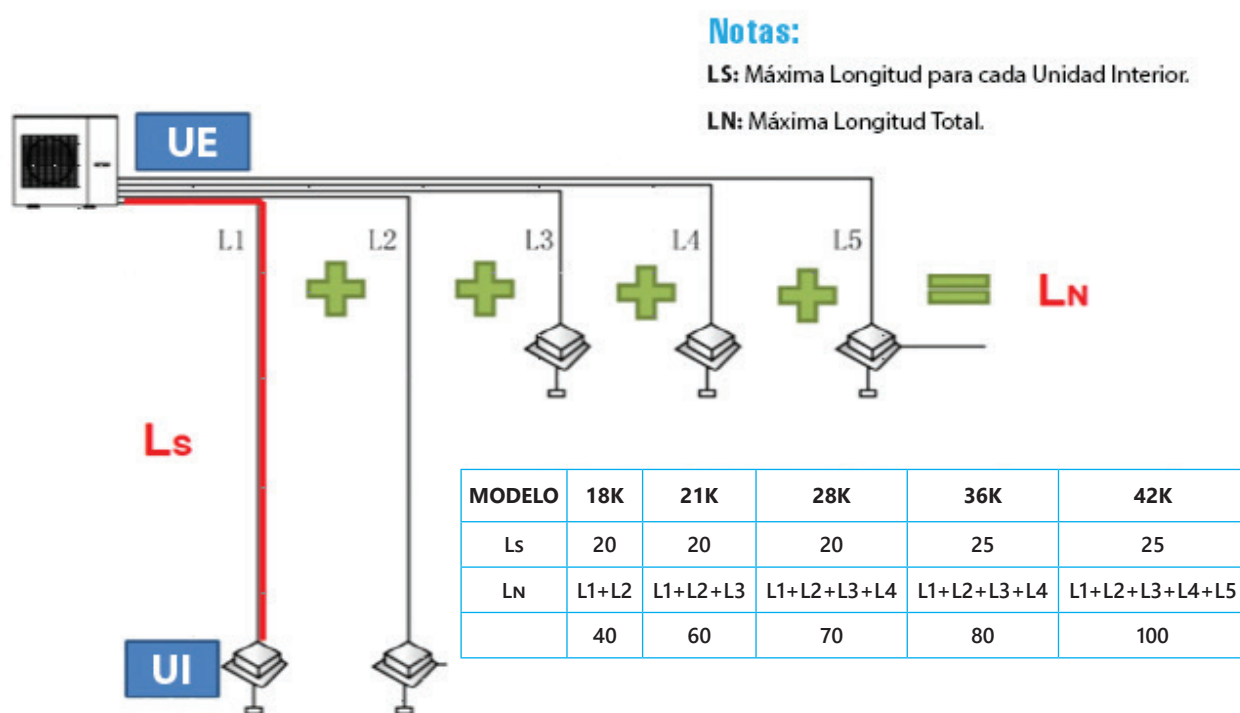 Notas:
LS: Máxima Longitud para cada Unidad Interior.
LN: Máxima Longitud Total.
UE
L1
L2
L3
L4
L5
LN
LS
UI
MODELO 18K 21K 28K 36K 42K
LS 20 20 20 25 25
LN L1+L2 L1+L2+L3 L1+L2+L3+L4 L1+L2+L3+L4 L1+L2+L3+L4+L5
40 60 70 80 100